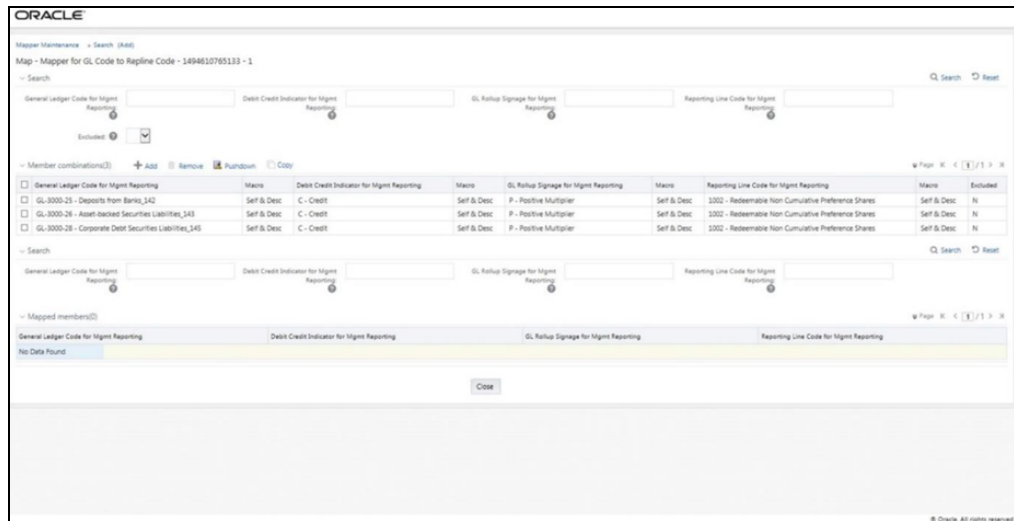 ORACLE
Mapper Maintenance » Search (Add)
Map - Mapper for GL Code to Repline Code - 1494610765133 - 1
Search
Search Reset
General Ledger Code for Mgmt Reporting: Debit Credit Indicator for Mgmt Reporting: GL Rollup Signage for Mgmt Reporting: Reporting Line Code for Mgmt Reporting:
Excluded:
Member combinations(3) Add Remove Pushdown Copy Page 1 / 1
General Ledger Code for Mgmt Reporting Macro Debit Credit Indicator for Mgmt Reporting Macro GL Rollup Signage for Mgmt Reporting Macro Reporting Line Code for Mgmt Reporting Macro Excluded
GL-3000-25 - Deposits from Banks_142 Self & Desc C - Credit Self & Desc P - Positive Multiplier Self & Desc 1002 - Redeemable Non Cumulative Preference Shares Self & Desc N
GL-3000-26 - Asset-backed Securities Liabilities_143 Self & Desc C - Credit Self & Desc P - Positive Multiplier Self & Desc 1002 - Redeemable Non Cumulative Preference Shares Self & Desc N
GL-3000-28 - Corporate Debt Securities Liabilities_145 Self & Desc C - Credit Self & Desc P - Positive Multiplier Self & Desc 1002 - Redeemable Non Cumulative Preference Shares Self & Desc N
Search
Search Reset
General Ledger Code for Mgmt Reporting: Debit Credit Indicator for Mgmt Reporting: GL Rollup Signage for Mgmt Reporting: Reporting Line Code for Mgmt Reporting:
Mapped members(0) Page 1 / 1
General Ledger Code for Mgmt Reporting Debit Credit Indicator for Mgmt Reporting GL Rollup Signage for Mgmt Reporting Reporting Line Code for Mgmt Reporting
No Data Found
Close
© Oracle. All rights reserved